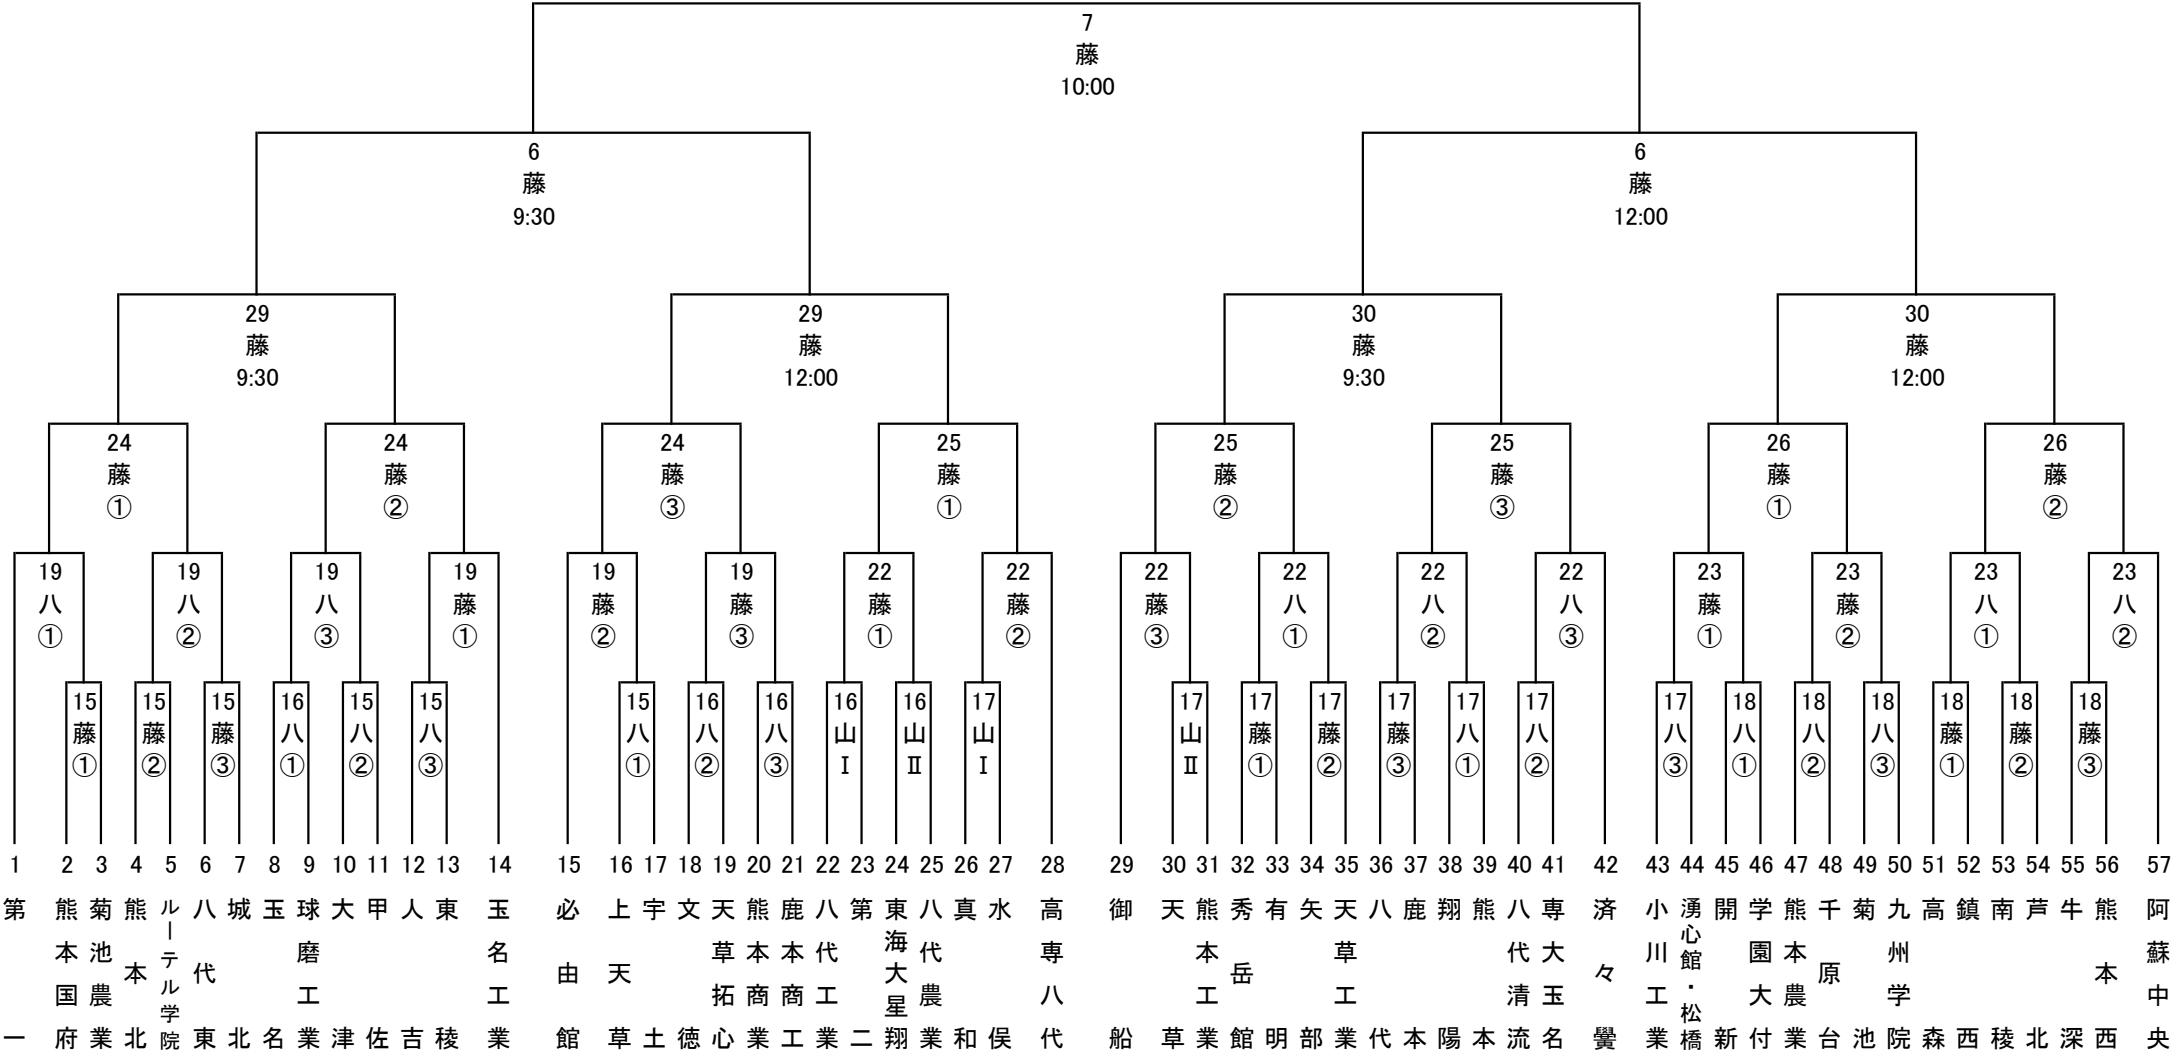 7
藤
10:00
6
藤
9:30
6
藤
12:00
29
藤
9:30
29
藤
12:00
30
藤
9:30
30
藤
12:00
24
藤
①
24
藤
②
24
藤
③
25
藤
①
25
藤
②
25
藤
③
26
藤
①
26
藤
②
19
八
①
19
八
②
19
八
③
19
藤
①
19
藤
②
19
藤
③
22
藤
①
22
藤
②
22
藤
③
22
八
①
22
八
②
22
八
③
23
藤
①
23
藤
②
23
八
①
23
八
②
15
藤
①
15
藤
②
15
藤
③
16
八
①
15
八
②
15
八
③
15
八
①
16
八
②
16
八
③
16
山
Ⅰ
16
山
Ⅱ
17
山
Ⅰ
17
山
Ⅱ
17
藤
①
17
藤
②
17
藤
③
17
八
①
17
八
②
17
八
③
18
八
①
18
八
②
18
八
③
18
藤
①
18
藤
②
18
藤
③
1
第一
2
熊本国府
3
菊池農業
4
熊本北
5
ルーテル学院
6
八代東
7
城北
8
玉名
9
球磨工業
10
大津
11
甲佐
12
人吉
13
東稜
14
玉名工業
15
必由館
16
上天草
17
宇土
18
文徳
19
天草拓心
20
熊本商業
21
鹿本商工
22
八代工業
23
第二
24
東海大星翔
25
八代農業
26
真和
27
水俣
28
高専八代
29
御船
30
天草
31
熊本工業
32
秀岳館
33
有明
34
矢部
35
天草工業
36
八代
37
鹿本
38
翔陽
39
熊本
40
八代清流
41
専大玉名
42
済々黌
43
小川工業
44
湧心館・松橋
45
開新
46
学園大付
47
熊本農業
48
千原台
49
菊池
50
九州学院
51
高森
52
鎮西
53
南稜
54
芦北
55
牛深
56
熊本西
57
阿蘇中央